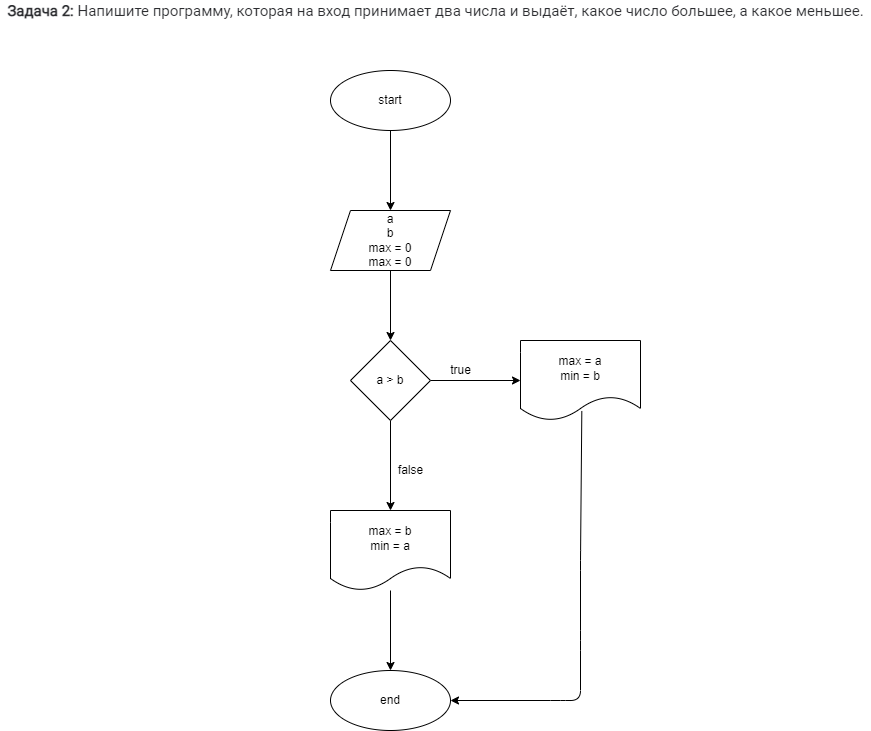 Задача 2: Напишите программу, которая на вход принимает два числа и выдаёт, какое число большее, а какое меньшее.
start
a
b
max = 0
max = 0
a > b
true
max = a
min = b
false
max = b
min = a
end